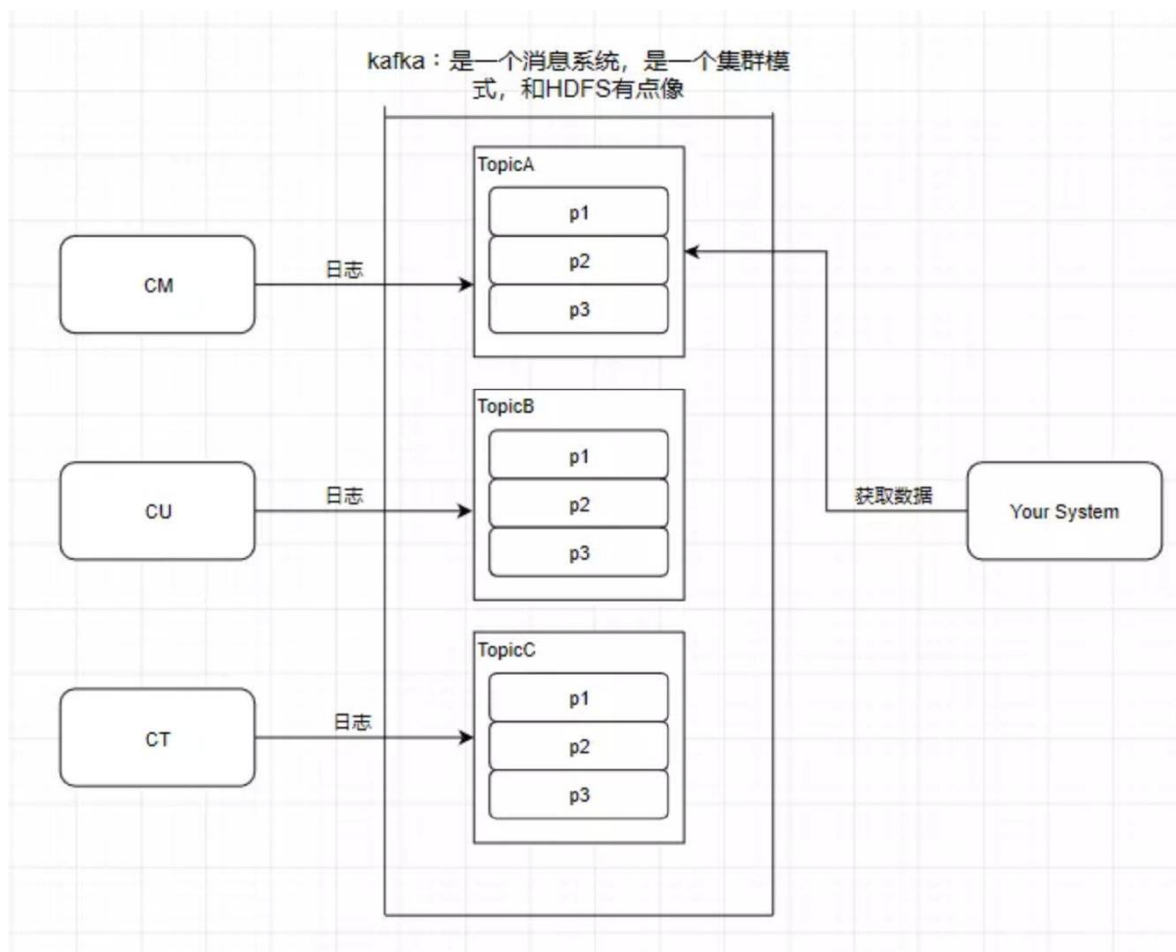 kafka：是一个消息系统，是一个集群模
式，和HDFS有点像
TopicA
p1
p2
p3
CM
日志
TopicB
p1
p2
p3
CU
日志
获取数据
Your System
TopicC
p1
p2
p3
CT
日志